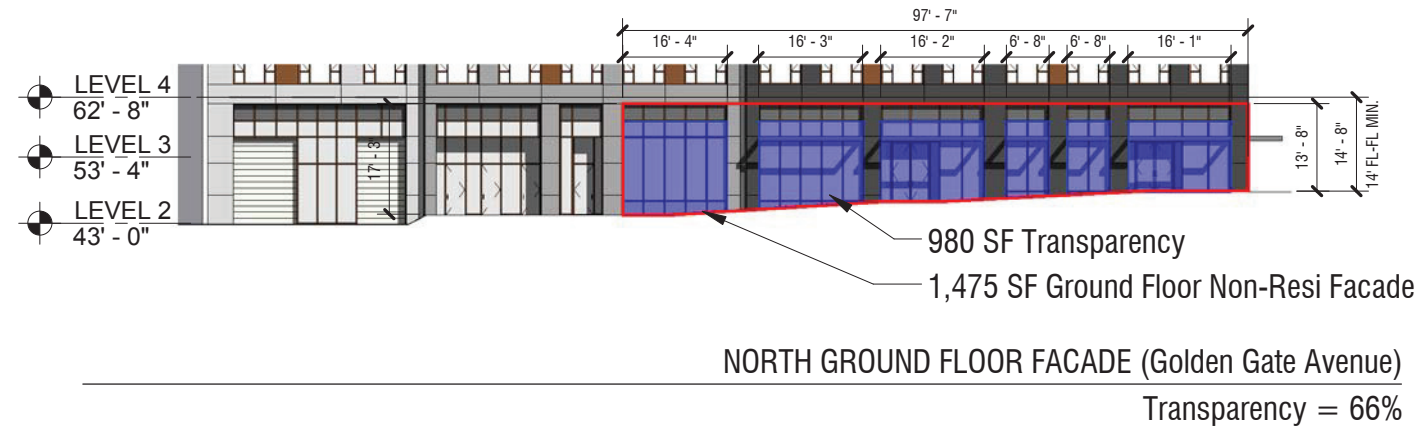 97' - 7"
16' - 4"
16' - 3"
16' - 2"
6' - 8"
6' - 8"
16' - 1"
LEVEL 4
62' - 8"
LEVEL 3
53' - 4"
LEVEL 2
43' - 0"
17' - 3"
13' - 8"
14' - 8"
14' FL-FL MIN.
980 SF Transparency
1,475 SF Ground Floor Non-Resi Facade
NORTH GROUND FLOOR FACADE (Golden Gate Avenue)
Transparency = 66%